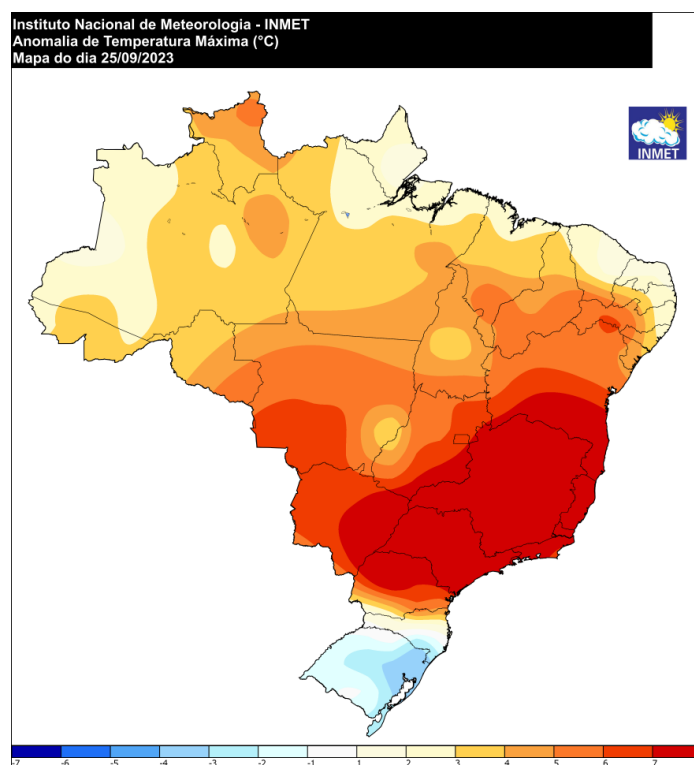 Instituto Nacional de Meteorologia - INMET
Anomalia de Temperatura Máxima (°C)
Mapa do dia 25/09/2023
INMET
-7 -6 -5 -4 -3 -2 -1 1 2 3 4 5 6 7